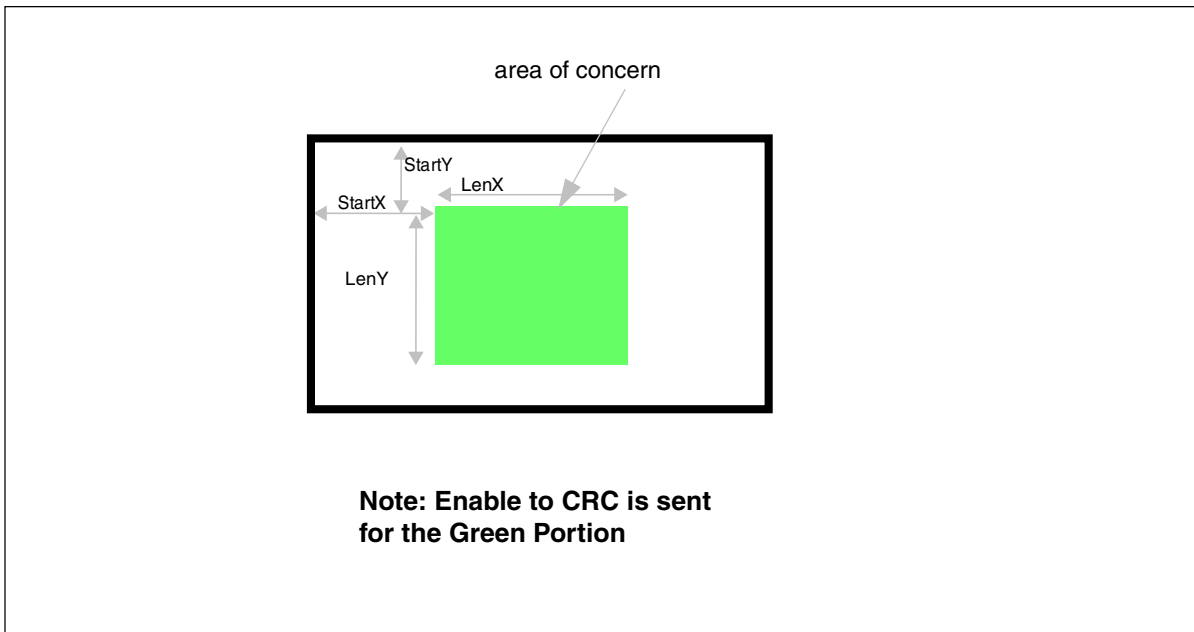 area of concern
StartY
LenX
StartX
LenY
Note: Enable to CRC is sent
for the Green Portion